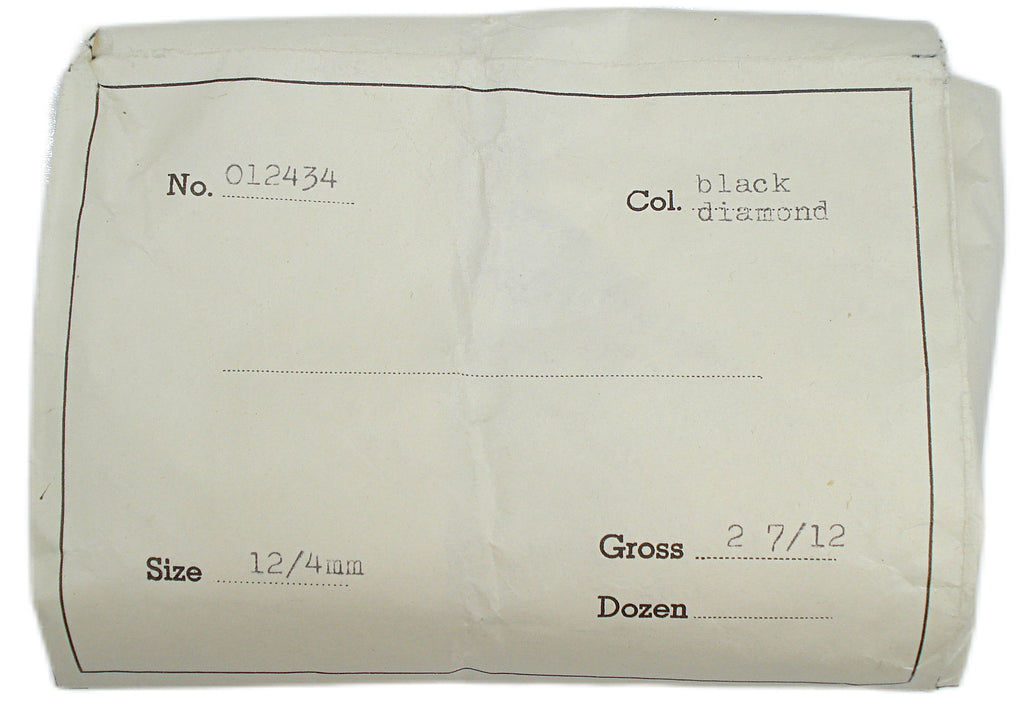 No. 012434
Col. black
diamond
Size 12/4mm
Gross 2 7/12
Dozen